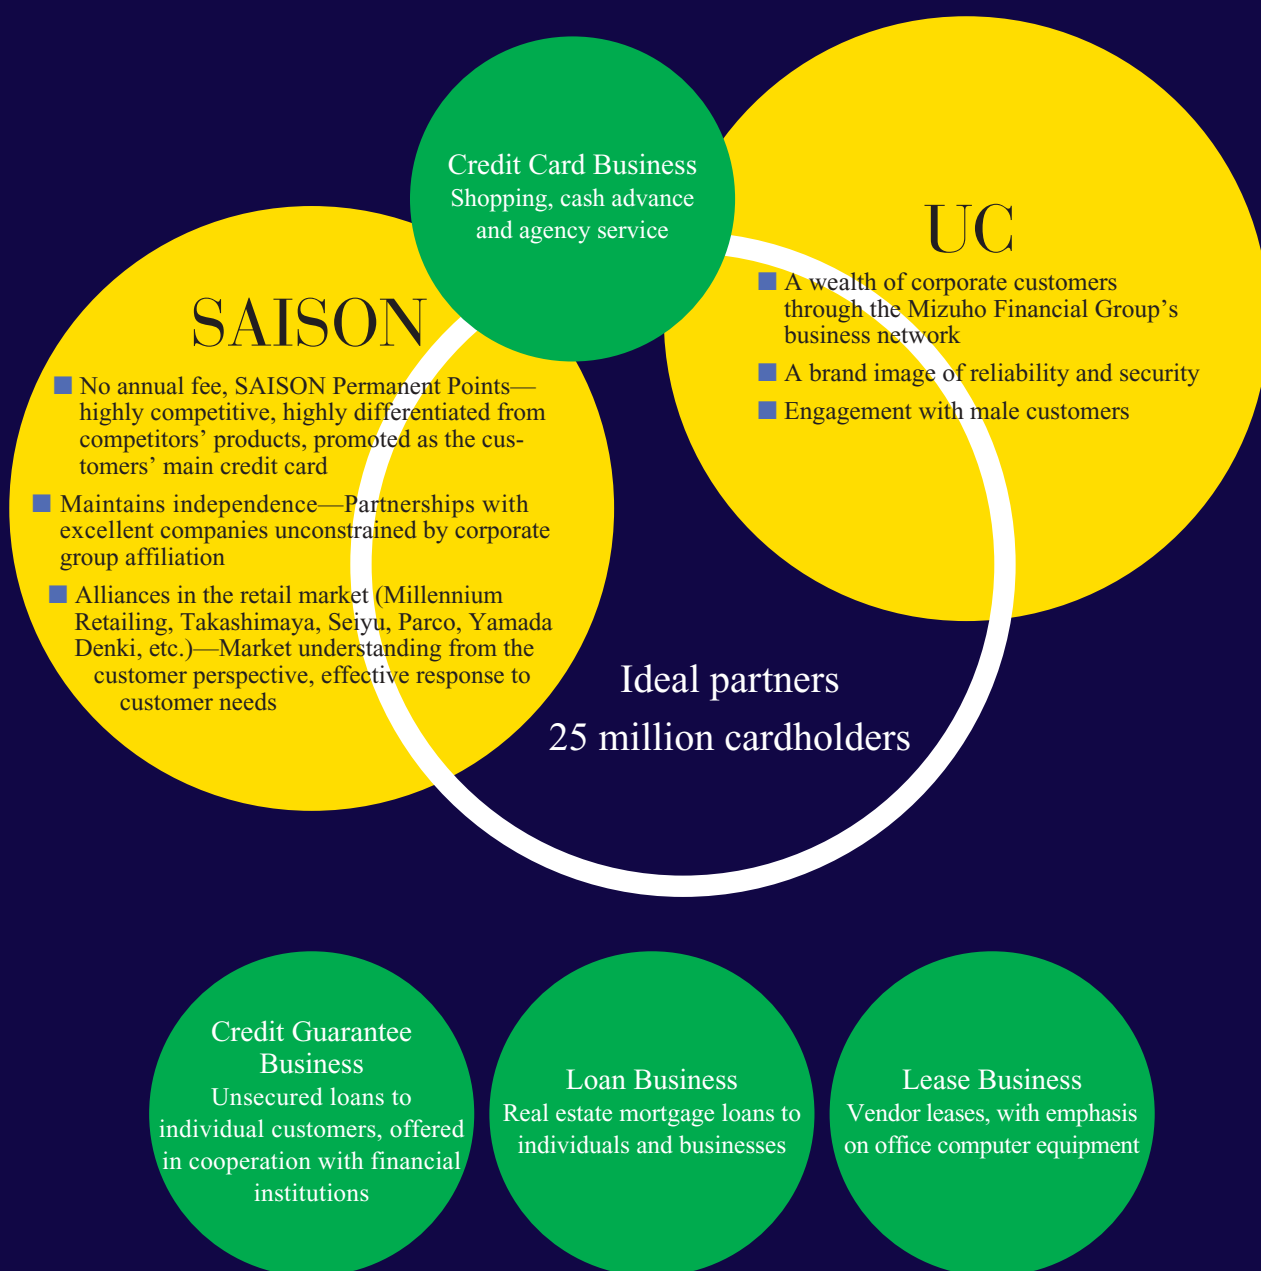 Credit Card Business
Shopping, cash advance
and agency service
SAISON
No annual fee, SAISON Permanent Points—
highly competitive, highly differentiated from
competitors’ products, promoted as the cus-
tomers’ main credit card
Maintains independence—Partnerships with
excellent companies unconstrained by corporate
group affiliation
Alliances in the retail market (Millennium
Retailing, Takashimaya, Seiyu, Parco, Yamada
Denki, etc.)—Market understanding from the
customer perspective, effective response to
customer needs
UC
A wealth of corporate customers
through the Mizuho Financial Group’s
business network
A brand image of reliability and security
Engagement with male customers
Ideal partners
25 million cardholders
Credit Guarantee
Business
Unsecured loans to
individual customers, offered
in cooperation with financial
institutions
Loan Business
Real estate mortgage loans to
individuals and businesses
Lease Business
Vendor leases, with emphasis
on office computer equipment